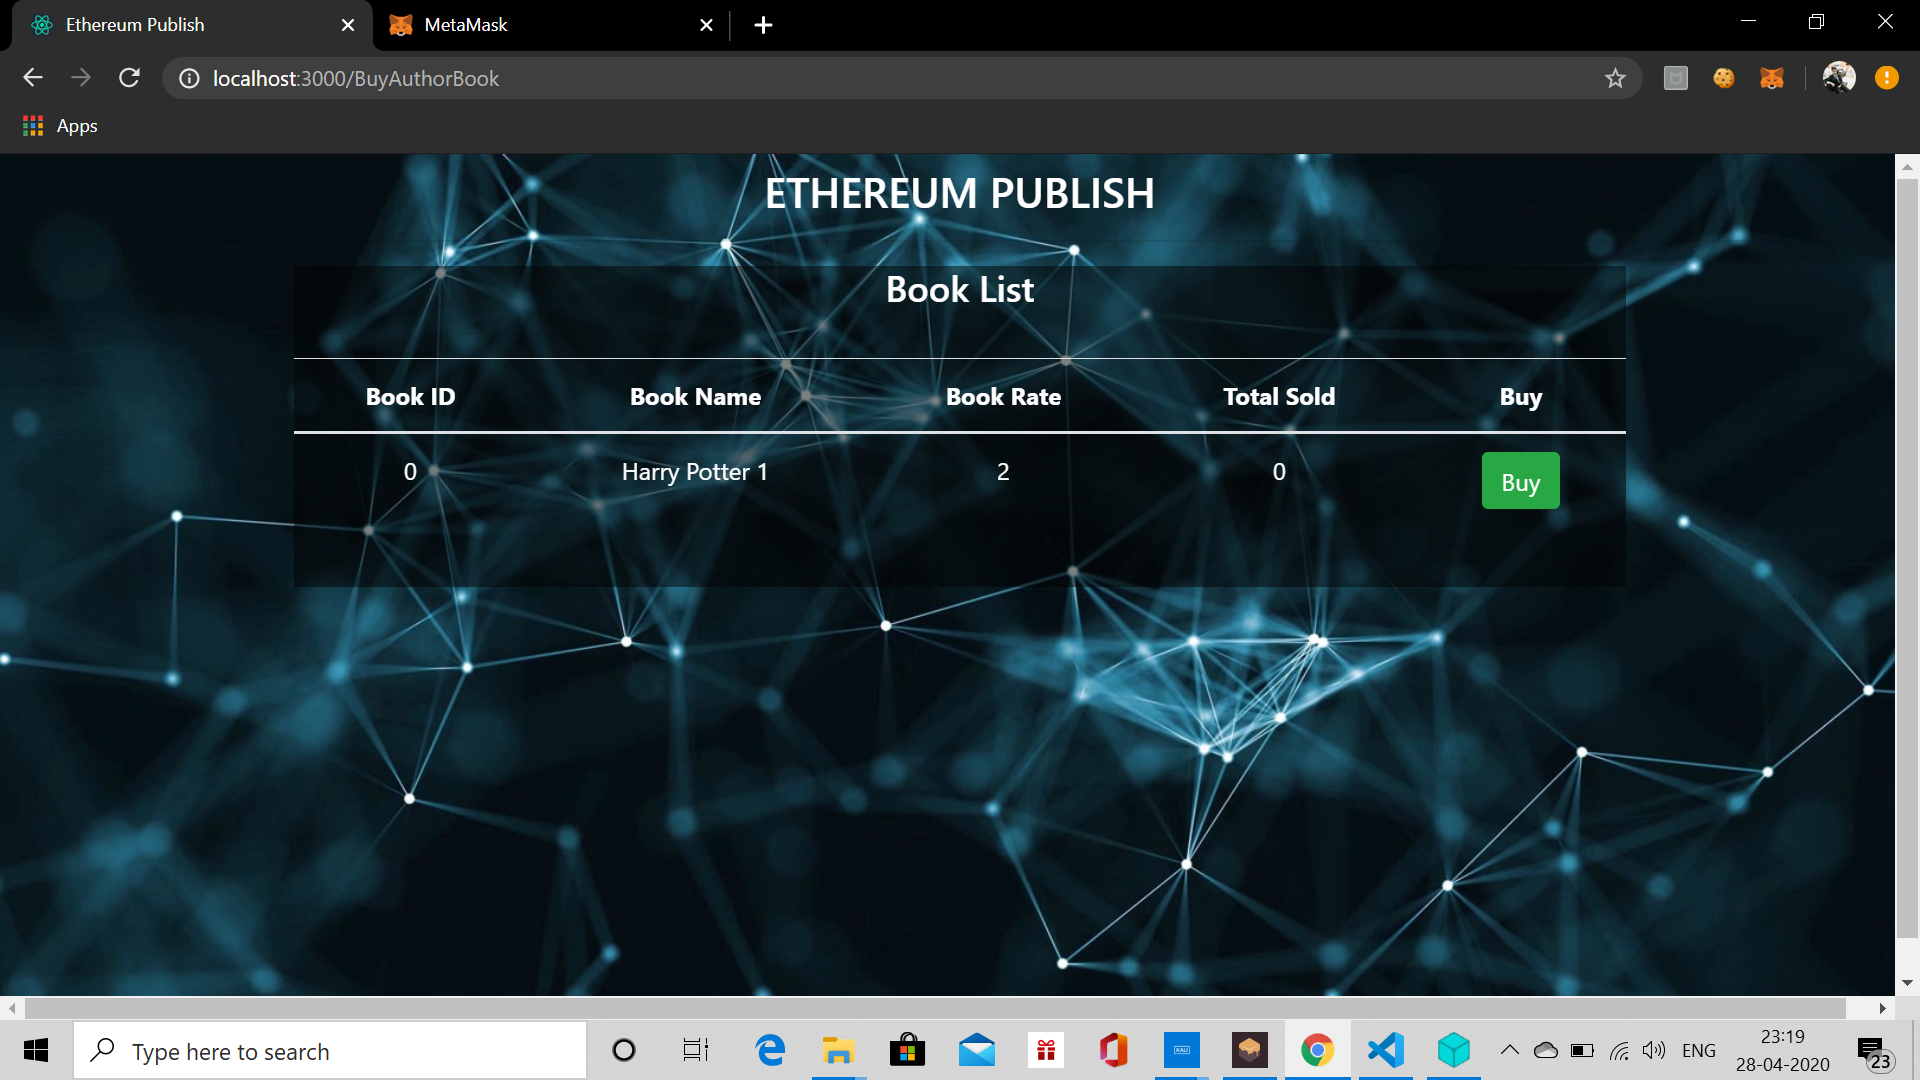 Ethereum Publish
MetaMask
localhost:3000/BuyAuthorBook
Apps
ETHEREUM PUBLISH
Book List
Book ID Book Name Book Rate Total Sold Buy
0 Harry Potter 1 2 0 Buy
Type here to search
KALI
ENG
23:19
28-04-2020
23